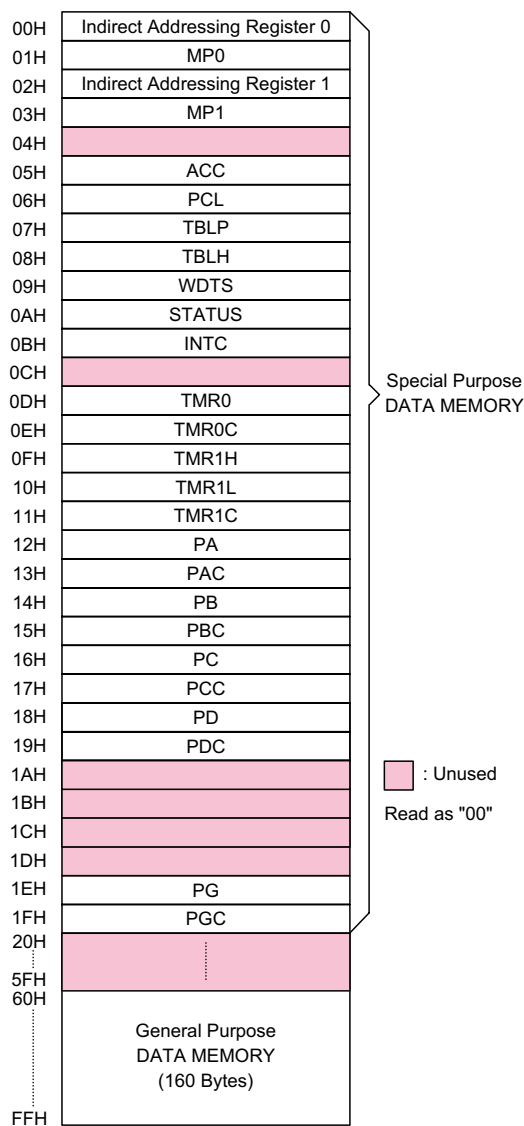 00H Indirect Addressing Register 0
01H MP0
02H Indirect Addressing Register 1
03H MP1
04H
05H ACC
06H PCL
07H TBLP
08H TBLH
09H WDTS
0AH STATUS
0BH INTC
0CH
Special Purpose
DATA MEMORY
0DH TMR0
0EH TMR0C
0FH TMR1H
10H TMR1L
11H TMR1C
12H PA
13H PAC
14H PB
15H PBC
16H PC
17H PCC
18H PD
19H PDC
1AH
: Unused
1BH
Read as "00"
1CH
1DH
1EH PG
1FH PGC
20H
5FH
60H
General Purpose
DATA MEMORY
(160 Bytes)
FFH